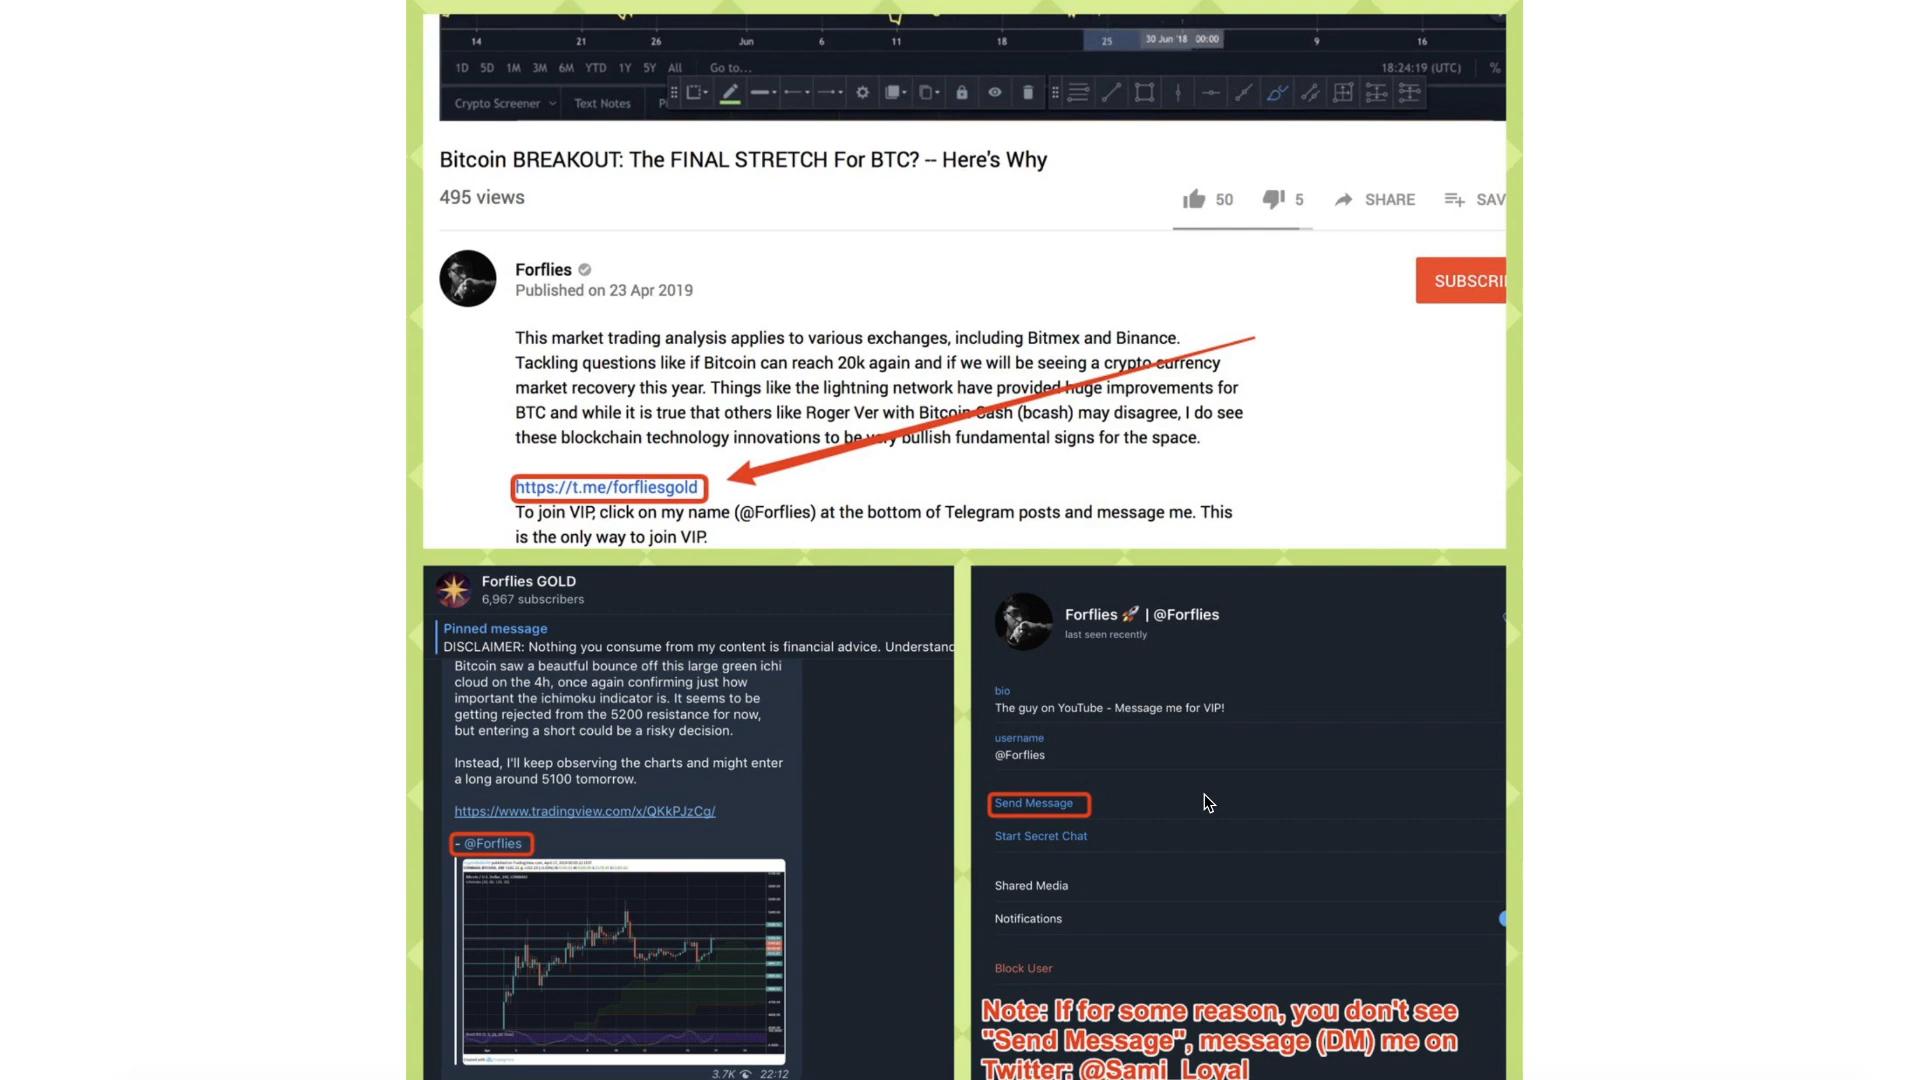 14 21 26 Jun 6 11 18 25 30 Jun '18 00:00 9 16
1D 5D 1M 3M 6M YTD 1Y 5Y All Go to... 18:24:19 (UTC) %
Crypto Screener Text Notes
Bitcoin BREAKOUT: The FINAL STRETCH For BTC? -- Here's Why
495 views
50 5 SHARE SAV
Forflies
Published on 23 Apr 2019
SUBSCRI
This market trading analysis applies to various exchanges, including Bitmex and Binance.
Tackling questions like if Bitcoin can reach 20k again and if we will be seeing a crypto currency
market recovery this year. Things like the lightning network have provided huge improvements for
BTC and while it is true that others like Roger Ver with Bitcoin Cash (bcash) may disagree, I do see
these blockchain technology innovations to be very bullish fundamental signs for the space.
https://t.me/forfliesgold
To join VIP, click on my name (@Forflies) at the bottom of Telegram posts and message me. This
is the only way to join VIP.
Forflies GOLD
6,967 subscribers
Pinned message
DISCLAIMER: Nothing you consume from my content is financial advice. Understand
Bitcoin saw a beautful bounce off this large green ichi
cloud on the 4h, once again confirming just how
important the ichimoku indicator is. It seems to be
getting rejected from the 5200 resistance for now,
but entering a short could be a risky decision.
Instead, I'll keep observing the charts and might enter
a long around 5100 tomorrow.
https://www.tradingview.com/x/QKkPJzCg/
- @Forflies
3.7K 22:12
Forflies 🚀 | @Forflies
last seen recently
bio
The guy on YouTube - Message me for VIP!
username
@Forflies
Send Message
Start Secret Chat
Shared Media
Notifications
Block User
Note: If for some reason, you don't see
"Send Message", message (DM) me on
Twitter: @Sami_Loyal